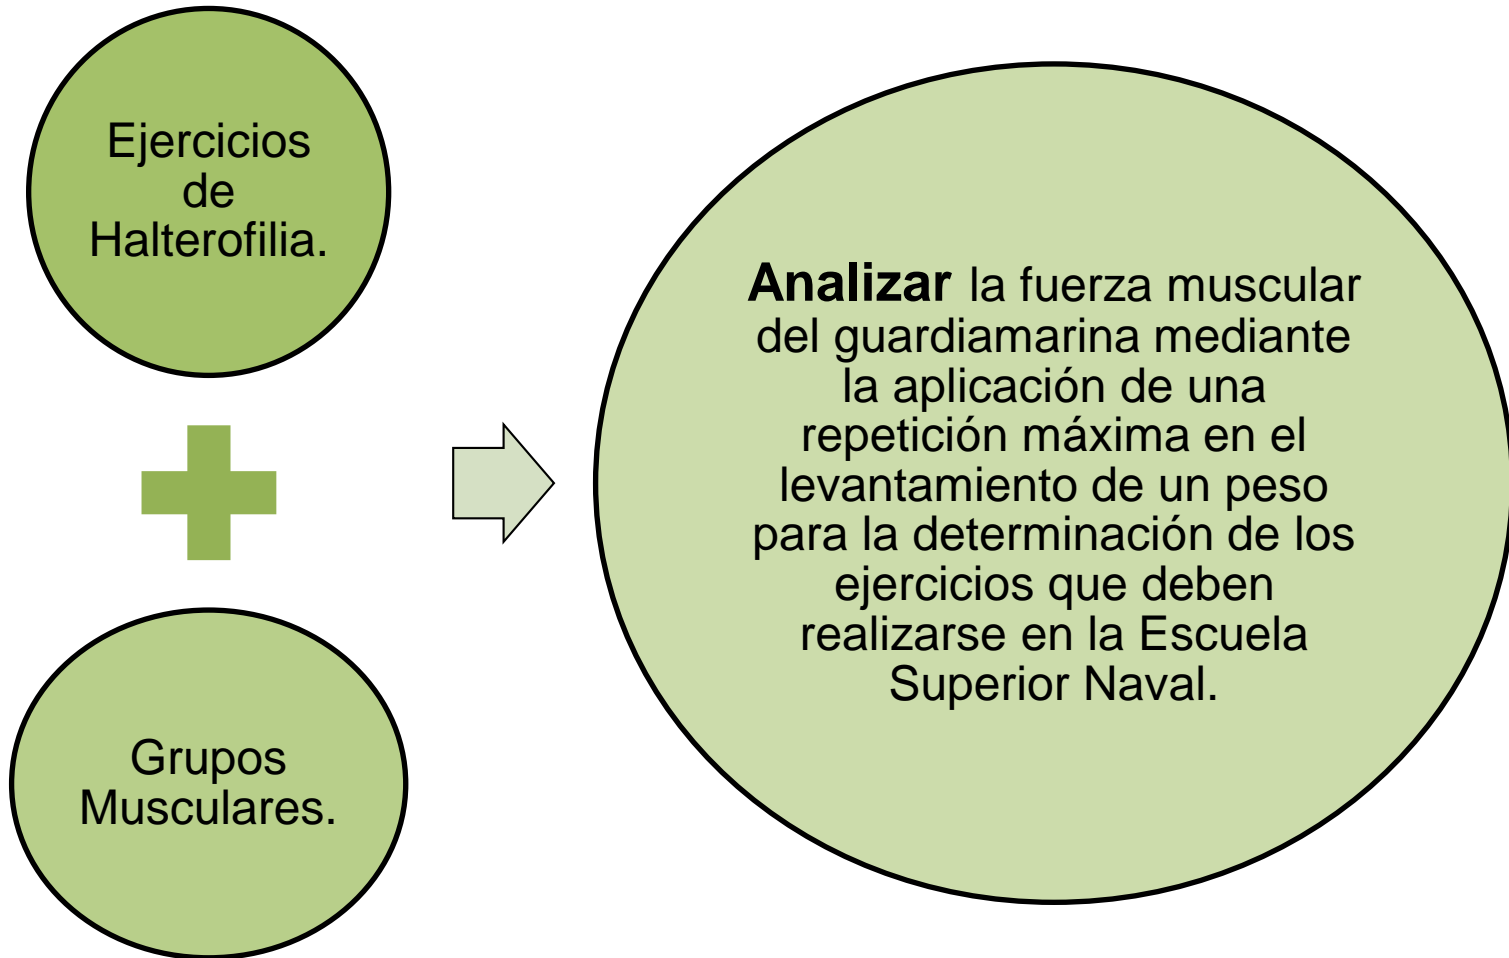 Ejercicios
de
Halterofilia.
Grupos
Musculares.
Analizar la fuerza muscular
del guardiamarina mediante
la aplicación de una
repetición máxima en el
levantamiento de un peso
para la determinación de los
ejercicios que deben
realizarse en la Escuela
Superior Naval.